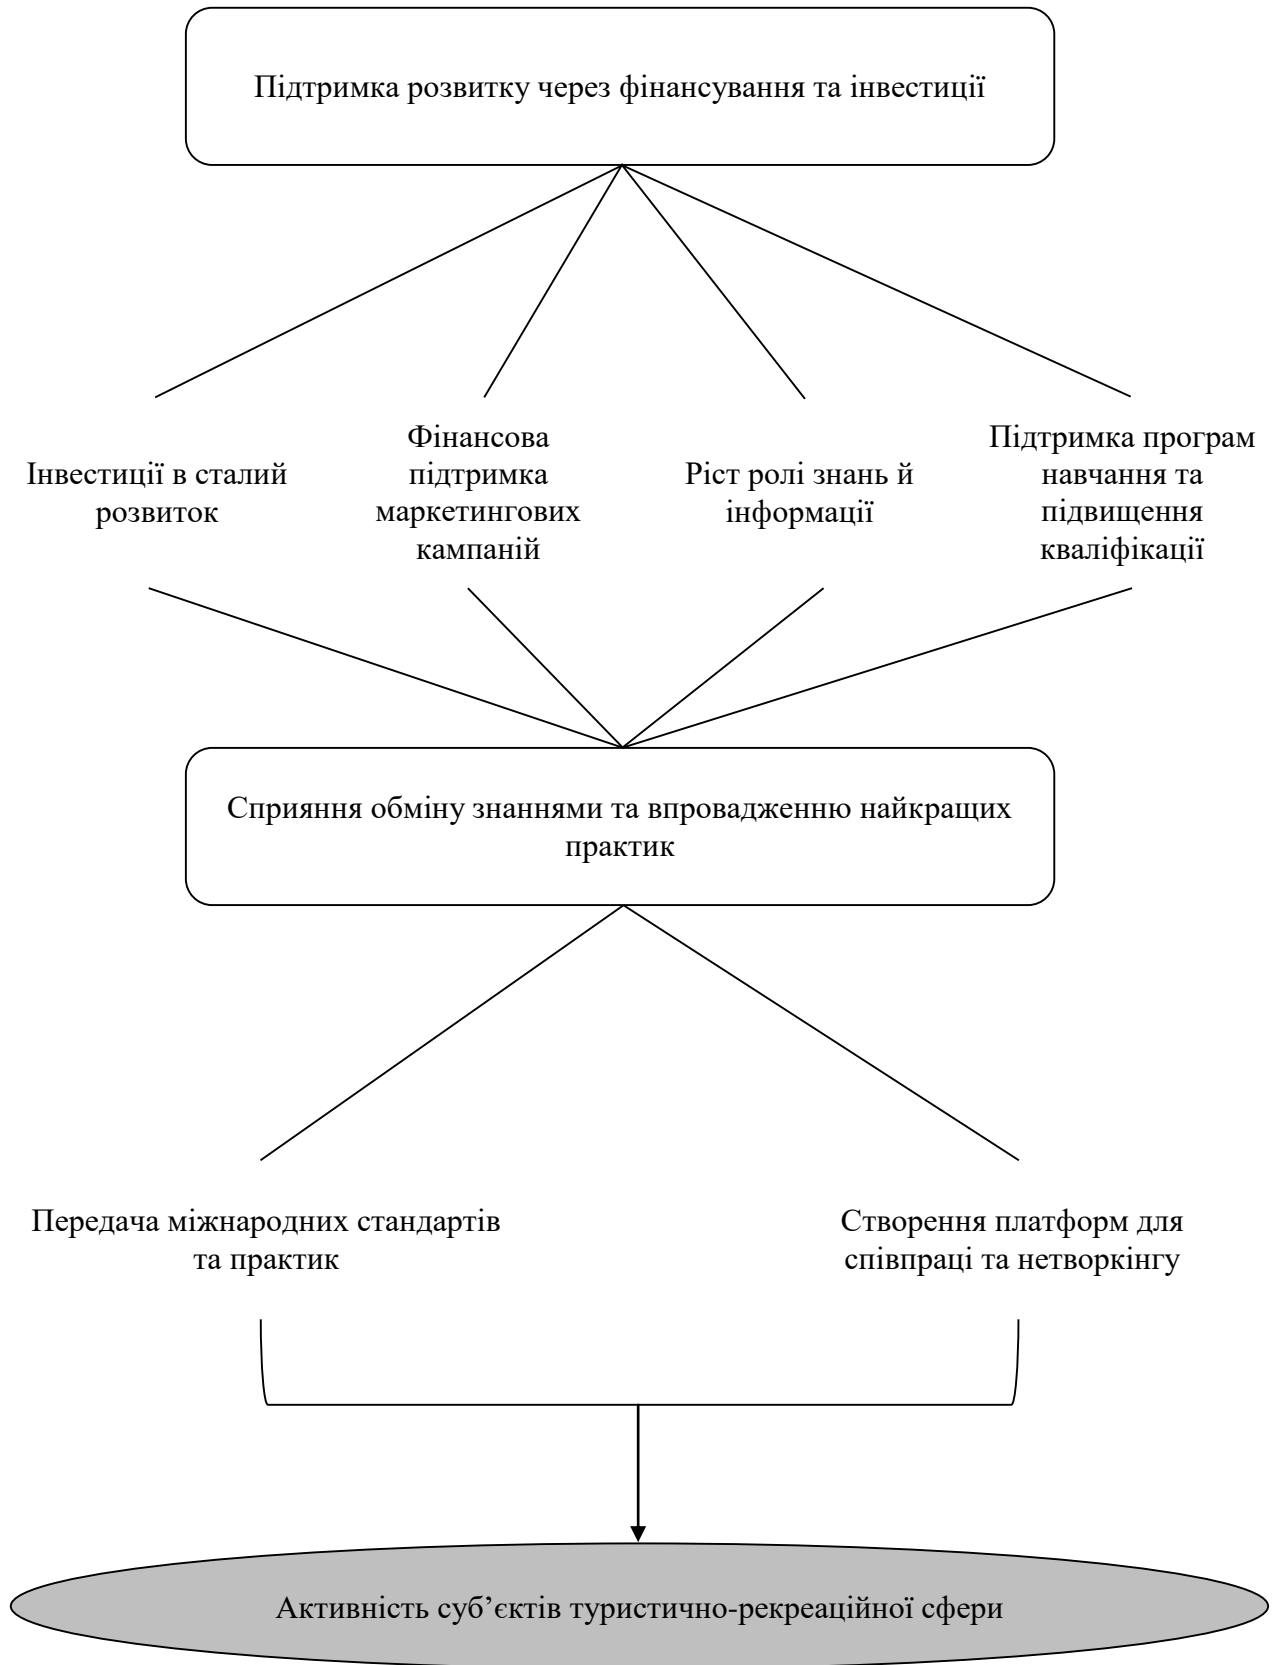 Підтримка розвитку через фінансування та інвестиції
Інвестиції в сталий
розвиток
Фінансова
підтримка
маркетингових
кампаній
Ріст ролі знань й
інформації
Підтримка програм
навчання та
підвищення
кваліфікації
Сприяння обміну знаннями та впровадженню найкращих
практик
Передача міжнародних стандартів
та практик
Створення платформ для
співпраці та нетворкінгу
Активність суб’єктів туристично-рекреаційної сфери